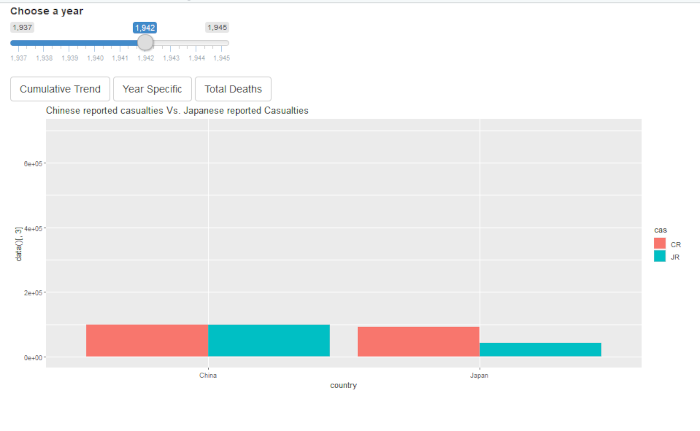 Choose a year
1,937 1,942 1,945
1,937 1,938 1,939 1,940 1,941 1,942 1,943 1,944 1,945
Cumulative Trend Year Specific Total Deaths
Chinese reported casualties Vs. Japanese reported Casualties
6e+05
4e+05
2e+05
0e+00
data()[, 3]
China Japan
country
cas
CR
JR